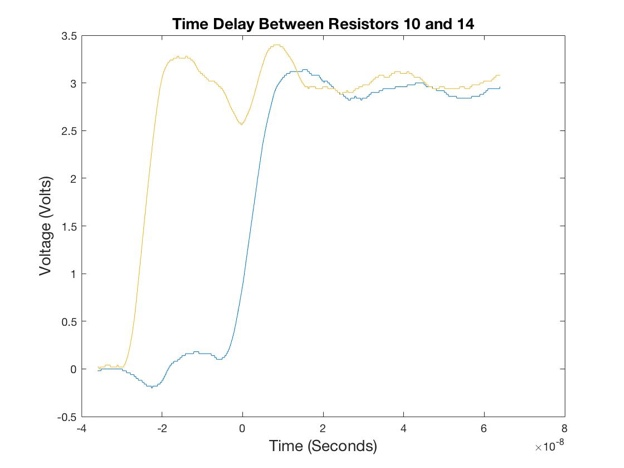 Time Delay Between Resistors 10 and 14
3.5
3
2.5
2
1.5
1
0.5
0
-0.5
Voltage (Volts)
-4 -2 0 2 4 6 8
Time (Seconds)
×10⁻⁸